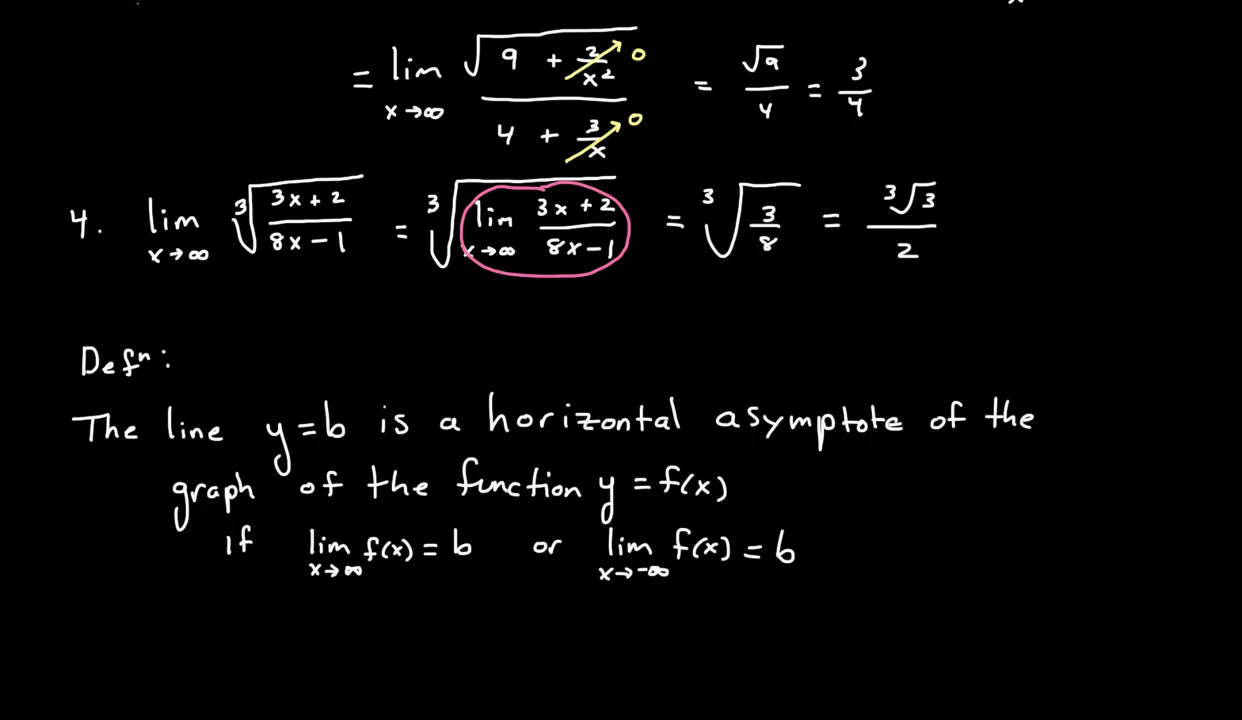 = lim x→∞ √(9 + 2/x² → 0) / (4 + 3/x → 0) = √9/4 = 3/4
4. lim x→∞ ∛((3x + 2)/(8x − 1)) = ∛(lim x→∞ (3x + 2)/(8x − 1)) = ∛(3/8) = ∛3/2
Defⁿ:
The line y = b is a horizontal asymptote of the
graph of the function y = f(x)
if lim x→∞ f(x) = b or lim x→−∞ f(x) = b